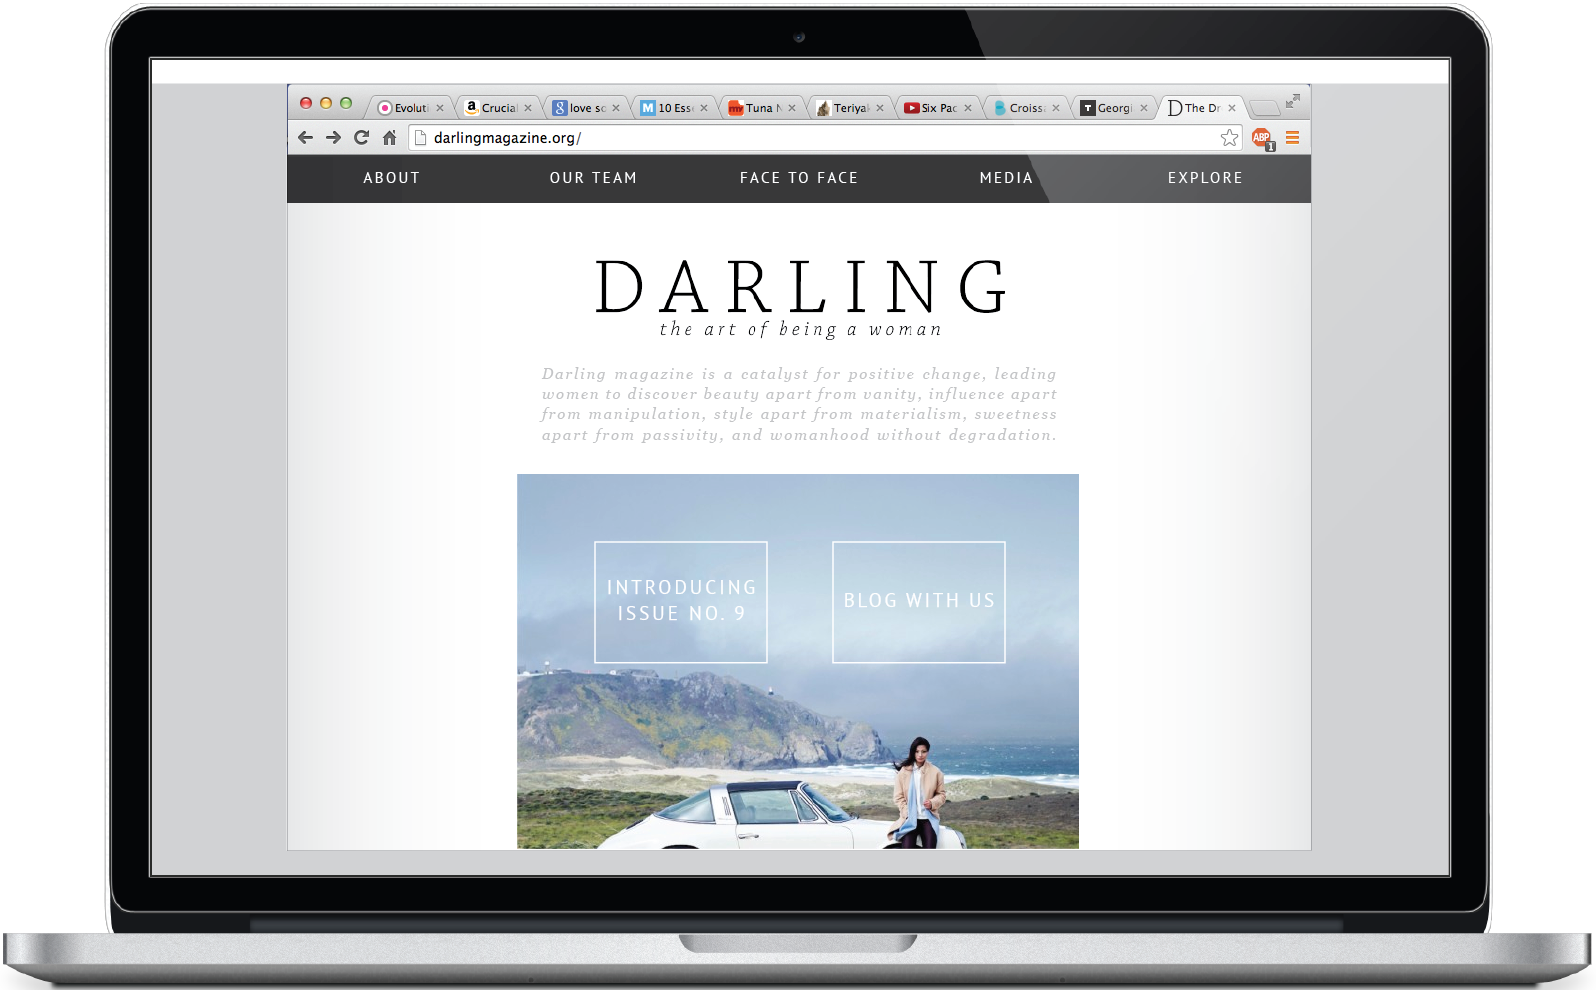 Evoluti
Crucial
love sc
10 Esse
Tuna N
Teriyak
Six Pac
Croiss
Georgi
The Dr
darlingmagazine.org/
ABP
1
ABOUT
OUR TEAM
FACE TO FACE
MEDIA
EXPLORE
DARLING
the art of being a woman
Darling magazine is a catalyst for positive change, leading
women to discover beauty apart from vanity, influence apart
from manipulation, style apart from materialism, sweetness
apart from passivity, and womanhood without degradation.
INTRODUCING
ISSUE NO. 9
BLOG WITH US